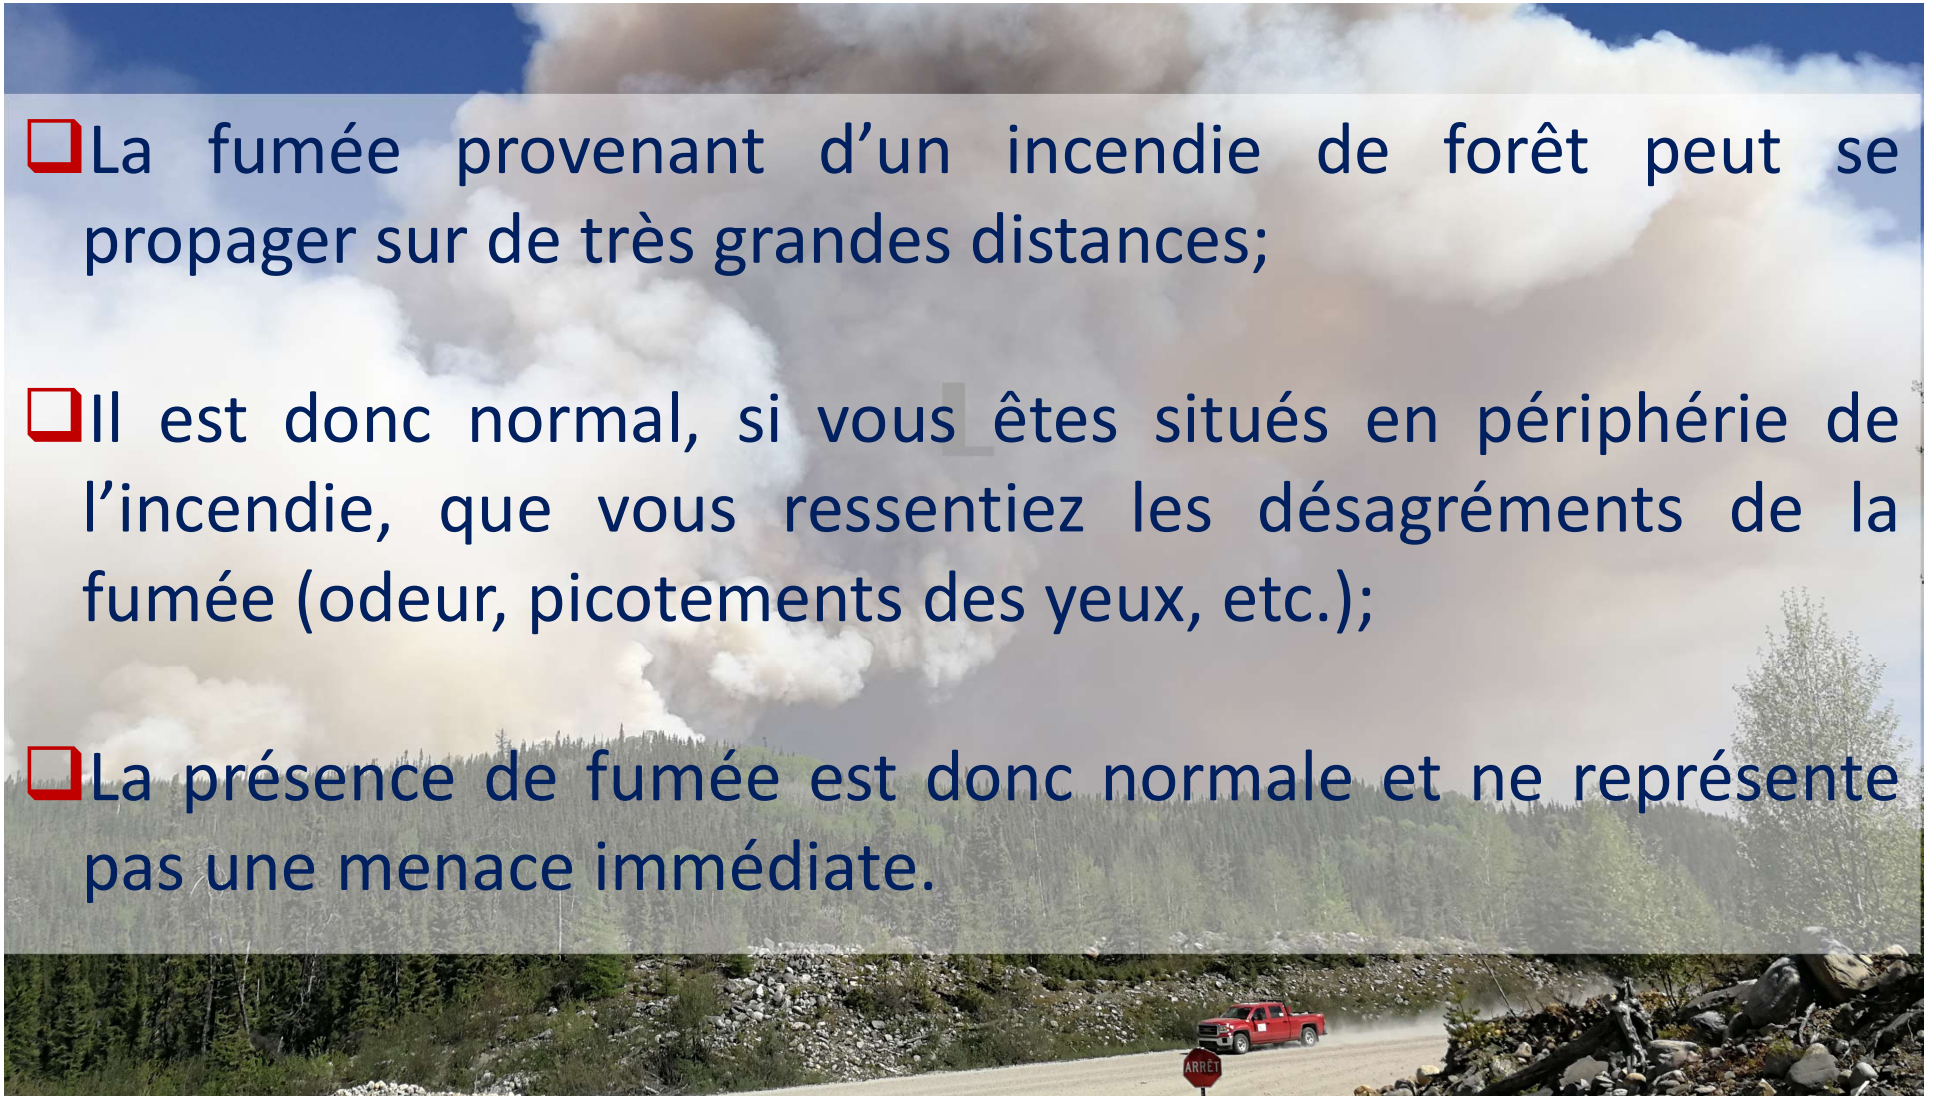 ❑La fumée provenant d’un incendie de forêt peut se
propager sur de très grandes distances;
❑Il est donc normal, si vous êtes situés en périphérie de
l’incendie, que vous ressentiez les désagréments de la
fumée (odeur, picotements des yeux, etc.);
❑La présence de fumée est donc normale et ne représente
pas une menace immédiate.
L
ARRÊT